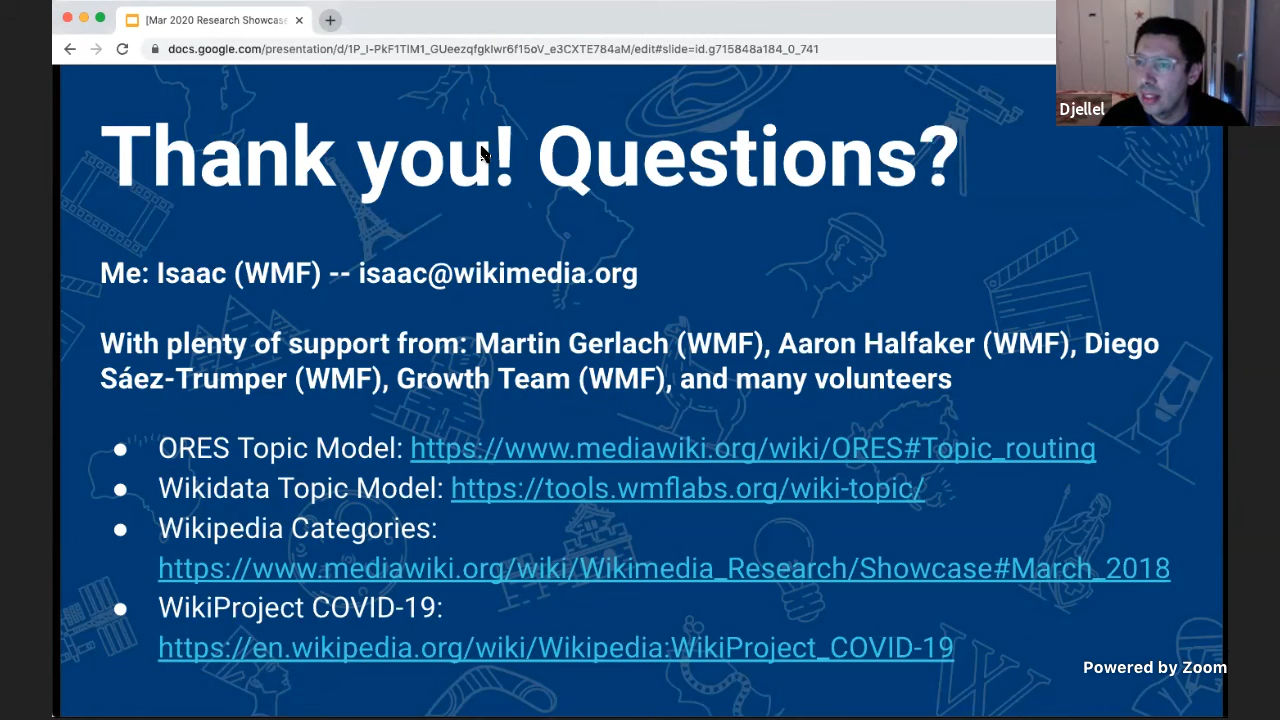 [Mar 2020 Research Showcase
docs.google.com/presentation/d/1P_I-PkF1TlM1_GUeezqfgkIwr6f15oV_e3CXTE784aM/edit#slide=id.g715848a184_0_741
Djellel
Thank you! Questions?
Me: Isaac (WMF) -- isaac@wikimedia.org
With plenty of support from: Martin Gerlach (WMF), Aaron Halfaker (WMF), Diego
Sáez-Trumper (WMF), Growth Team (WMF), and many volunteers
● ORES Topic Model: https://www.mediawiki.org/wiki/ORES#Topic_routing
● Wikidata Topic Model: https://tools.wmflabs.org/wiki-topic/
● Wikipedia Categories:
https://www.mediawiki.org/wiki/Wikimedia_Research/Showcase#March_2018
● WikiProject COVID-19:
https://en.wikipedia.org/wiki/Wikipedia:WikiProject_COVID-19
Powered by Zoom